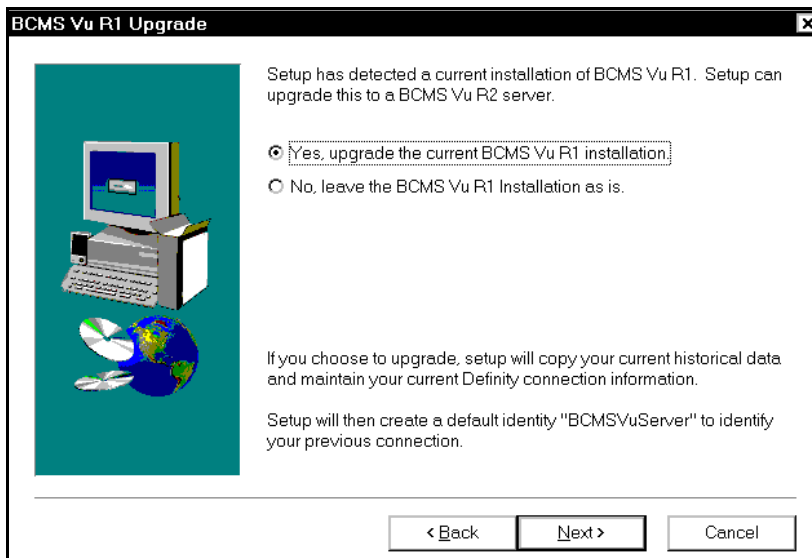 BCMS Vu R1 Upgrade
Setup has detected a current installation of BCMS Vu R1.  Setup can
upgrade this to a BCMS Vu R2 server.
Yes, upgrade the current BCMS Vu R1 installation.
No, leave the BCMS Vu R1 Installation as is.
If you choose to upgrade, setup will copy your current historical data
and maintain your current Definity connection information.
Setup will then create a default identity "BCMSVuServer" to identify
your previous connection.
< Back
Next >
Cancel